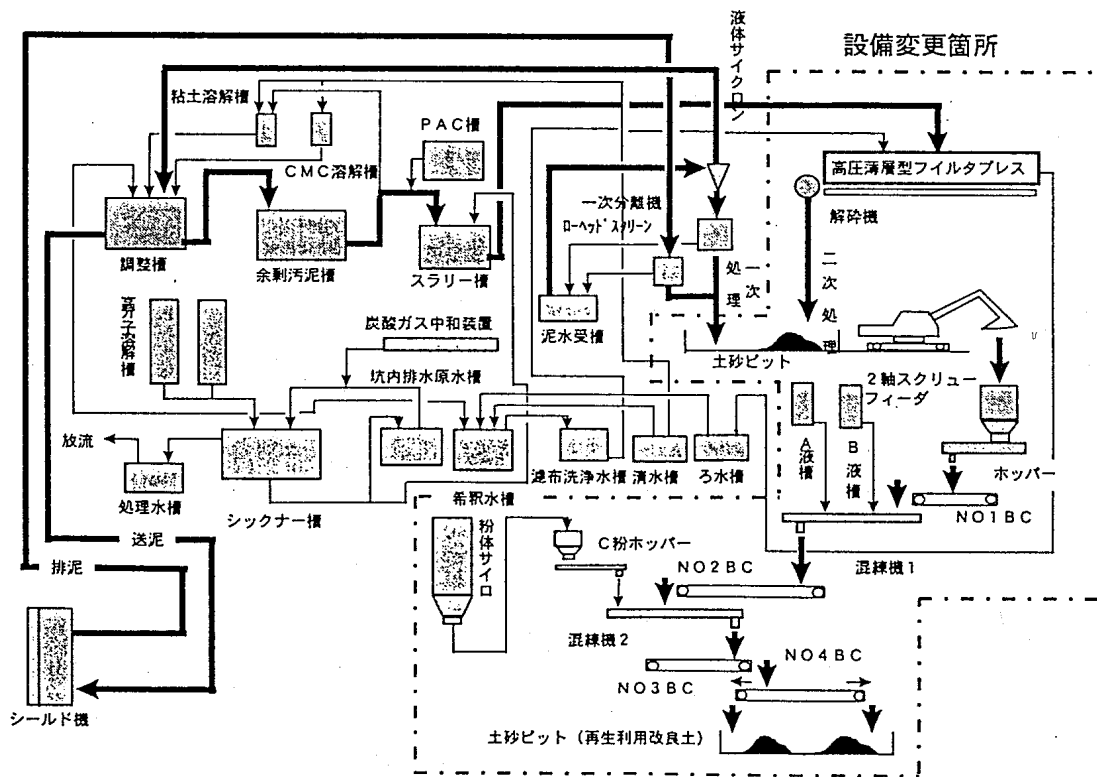 設備変更箇所
液体サイクロン
粘土溶解槽
CMC溶解槽
PAC槽
高圧薄層型フイルタプレス
解砕機
一次分離機
ローヘッドスクリーン
調整槽
余剰汚泥槽
スラリー槽
泥水受槽
一次処理
二次処理
土砂ピット
高分子溶解槽
炭酸ガス中和装置
坑内排水原水槽
2軸スクリュー
フィーダ
A液槽
B液槽
ホッパー
放流
処理水槽
シックナー槽
希釈水槽
濾布洗浄水槽
清水槽
ろ水槽
NO1BC
混練機1
送泥
排泥
粉体サイロ
C粉ホッパー
NO2BC
混練機2
NO3BC
NO4BC
シールド機
土砂ピット(再生利用改良土)